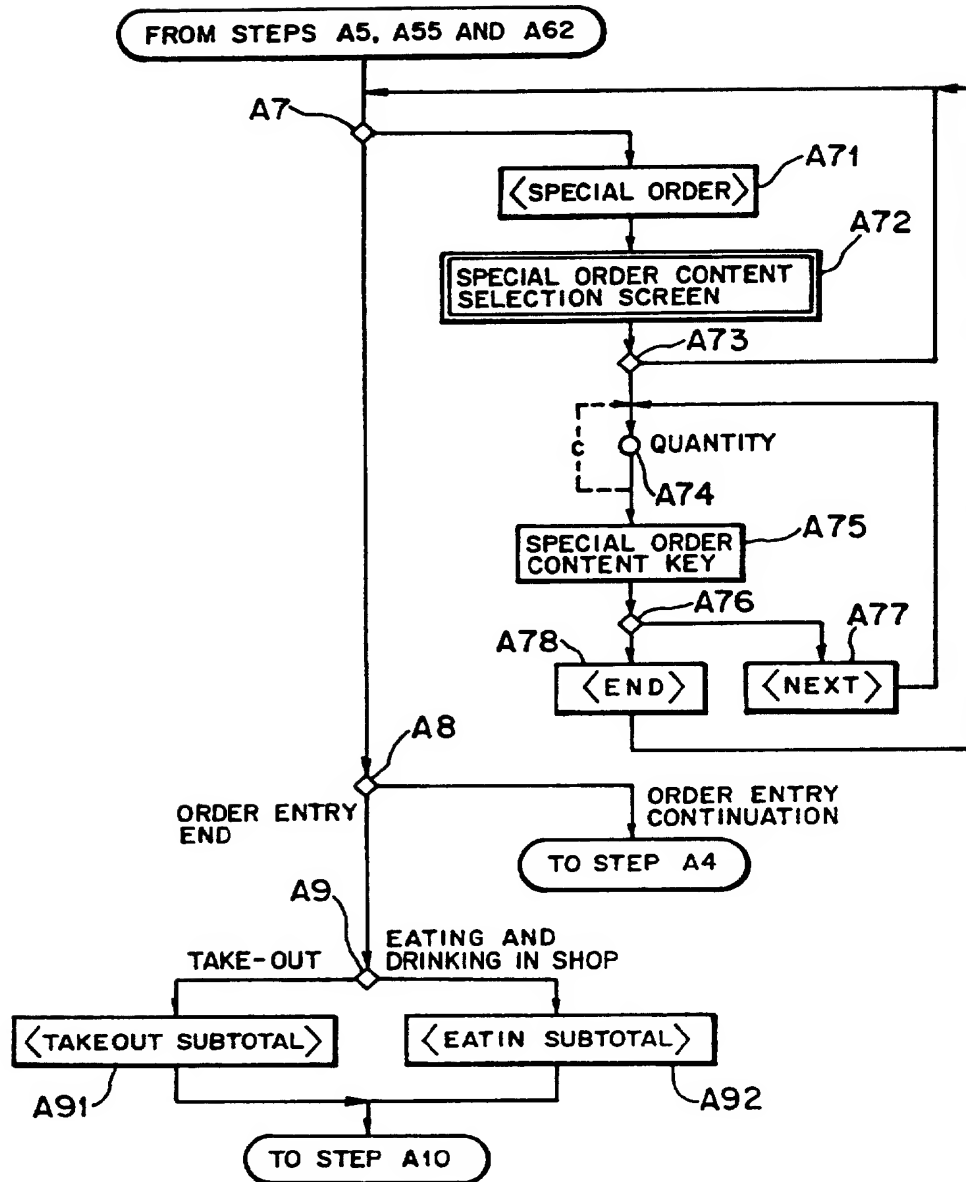 FROM STEPS A5, A55 AND A62
A7
A71
<SPECIAL ORDER>
A72
SPECIAL ORDER CONTENT
SELECTION SCREEN
A73
C
QUANTITY
A74
A75
SPECIAL ORDER
CONTENT KEY
A76
A77
A78
<END>
<NEXT>
A8
ORDER ENTRY
END
ORDER ENTRY
CONTINUATION
TO STEP A4
A9
EATING AND
DRINKING IN SHOP
TAKE-OUT
<TAKEOUT SUBTOTAL>
<EATIN SUBTOTAL>
A91
A92
TO STEP A10